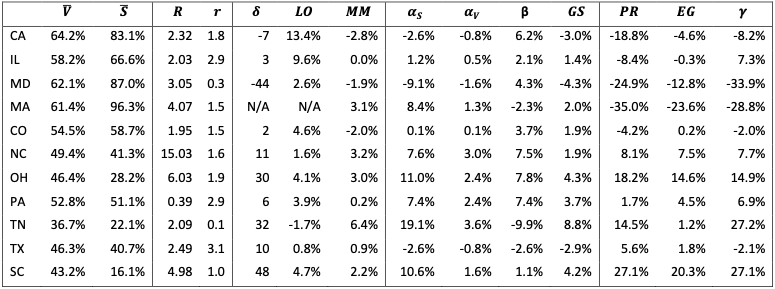 V̅ S̅ R r δ LO MM α_S α_V β GS PR EG γ
CA 64.2% 83.1% 2.32 1.8 -7 13.4% -2.8% -2.6% -0.8% 6.2% -3.0% -18.8% -4.6% -8.2%
IL 58.2% 66.6% 2.03 2.9 3 9.6% 0.0% 1.2% 0.5% 2.1% 1.4% -8.4% -0.3% 7.3%
MD 62.1% 87.0% 3.05 0.3 -44 2.6% -1.9% -9.1% -1.6% 4.3% -4.3% -24.9% -12.8% -33.9%
MA 61.4% 96.3% 4.07 1.5 N/A N/A 3.1% 8.4% 1.3% -2.3% 2.0% -35.0% -23.6% -28.8%
CO 54.5% 58.7% 1.95 1.5 2 4.6% -2.0% 0.1% 0.1% 3.7% 1.9% -4.2% 0.2% -2.0%
NC 49.4% 41.3% 15.03 1.6 11 1.6% 3.2% 7.6% 3.0% 7.5% 1.9% 8.1% 7.5% 7.7%
OH 46.4% 28.2% 6.03 1.9 30 4.1% 3.0% 11.0% 2.4% 7.8% 4.3% 18.2% 14.6% 14.9%
PA 52.8% 51.1% 0.39 2.9 6 3.9% 0.2% 7.4% 2.4% 7.4% 3.7% 1.7% 4.5% 6.9%
TN 36.7% 22.1% 2.09 0.1 32 -1.7% 6.4% 19.1% 3.6% -9.9% 8.8% 14.5% 1.2% 27.2%
TX 46.3% 40.7% 2.49 3.1 10 0.8% 0.9% -2.6% -0.8% -2.6% -2.9% 5.6% 1.8% -2.1%
SC 43.2% 16.1% 4.98 1.0 48 4.7% 2.2% 10.6% 1.6% 1.1% 4.2% 27.1% 20.3% 27.1%